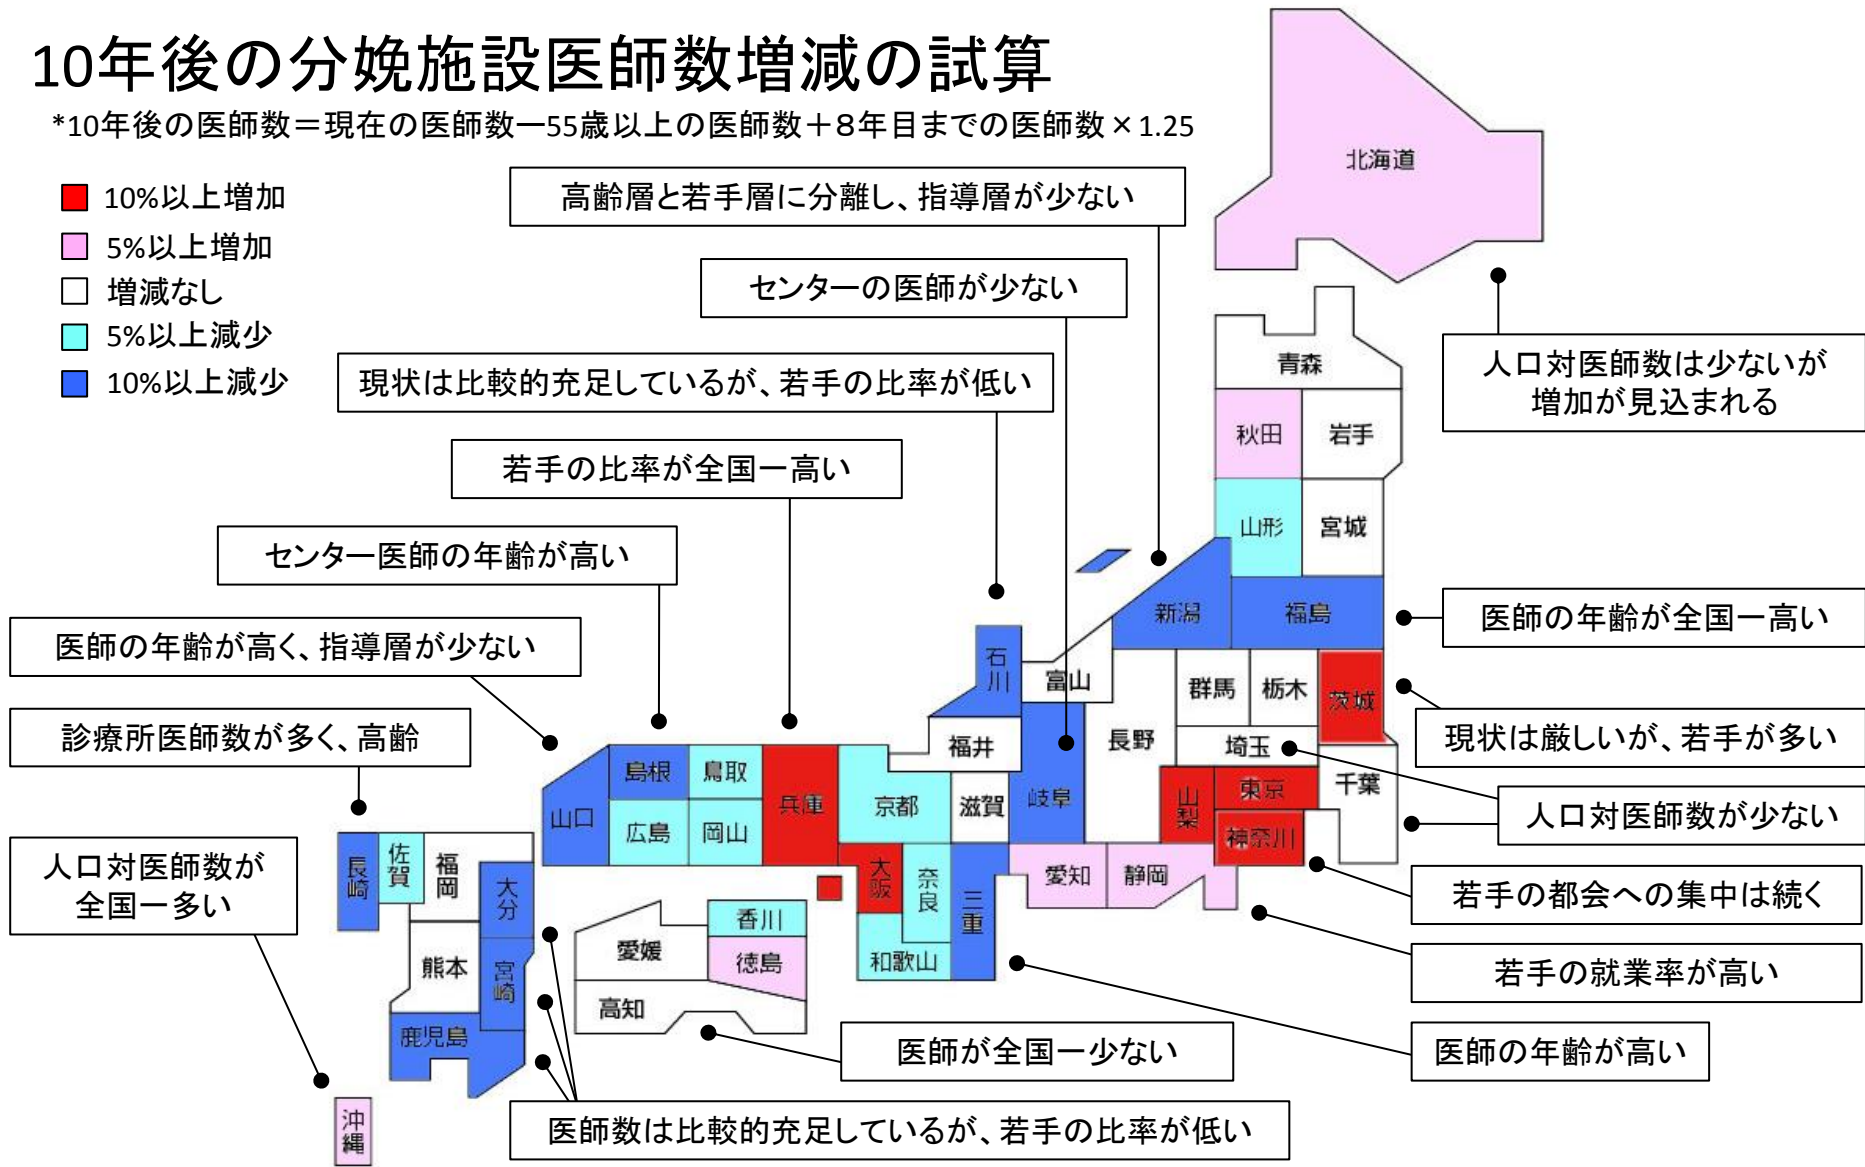 10年後の分娩施設医師数増減の試算
*10年後の医師数＝現在の医師数―55歳以上の医師数＋8年目までの医師数×1.25
10%以上増加
5%以上増加
増減なし
5%以上減少
10%以上減少
高齢層と若手層に分離し、指導層が少ない
センターの医師が少ない
現状は比較的充足しているが、若手の比率が低い
若手の比率が全国一高い
センター医師の年齢が高い
医師の年齢が高く、指導層が少ない
診療所医師数が多く、高齢
人口対医師数が
全国一多い
人口対医師数は少ないが
増加が見込まれる
医師の年齢が全国一高い
現状は厳しいが、若手が多い
人口対医師数が少ない
若手の都会への集中は続く
若手の就業率が高い
医師の年齢が高い
医師が全国一少ない
医師数は比較的充足しているが、若手の比率が低い
北海道
青森
秋田
岩手
山形
宮城
新潟
福島
石川
富山
群馬
栃木
茨城
福井
長野
埼玉
千葉
島根
鳥取
兵庫
京都
滋賀
岐阜
山梨
東京
神奈川
山口
広島
岡山
大阪
奈良
三重
愛知
静岡
和歌山
香川
徳島
愛媛
高知
長崎
佐賀
福岡
大分
熊本
宮崎
鹿児島
沖縄